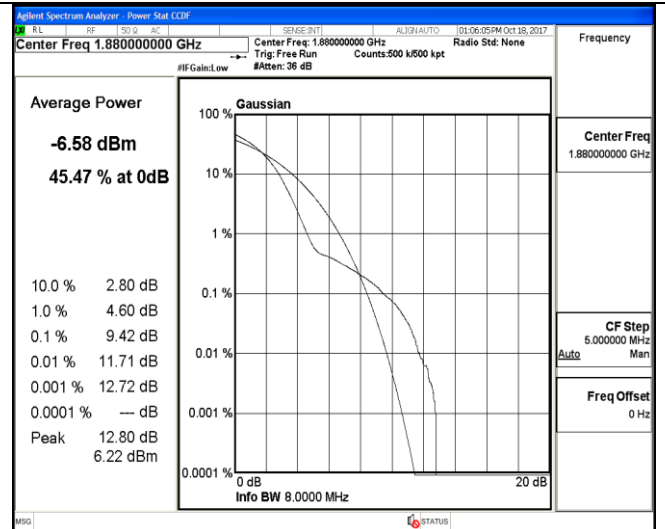 Agilent Spectrum Analyzer - Power Stat CCDF
RL RF 50 Ω AC SENSE:INT ALIGNAUTO 01:06:05PM Oct 18, 2017
Center Freq 1.880000000 GHz
Center Freq: 1.880000000 GHz Radio Std: None
Trig: Free Run Counts:500 k/500 kpt
#IFGain:Low #Atten: 36 dB
Frequency
Average Power
-6.58 dBm
45.47 % at 0dB
10.0 % 2.80 dB
1.0 % 4.60 dB
0.1 % 9.42 dB
0.01 % 11.71 dB
0.001 % 12.72 dB
0.0001 % --- dB
Peak 12.80 dB
6.22 dBm
Gaussian
100 %
10 %
1 %
0.1 %
0.01 %
0.001 %
0.0001 %
0 dB 20 dB
Info BW 8.0000 MHz
Center Freq
1.880000000 GHz
CF Step
5.000000 MHz
Auto Man
Freq Offset
0 Hz
MSG STATUS